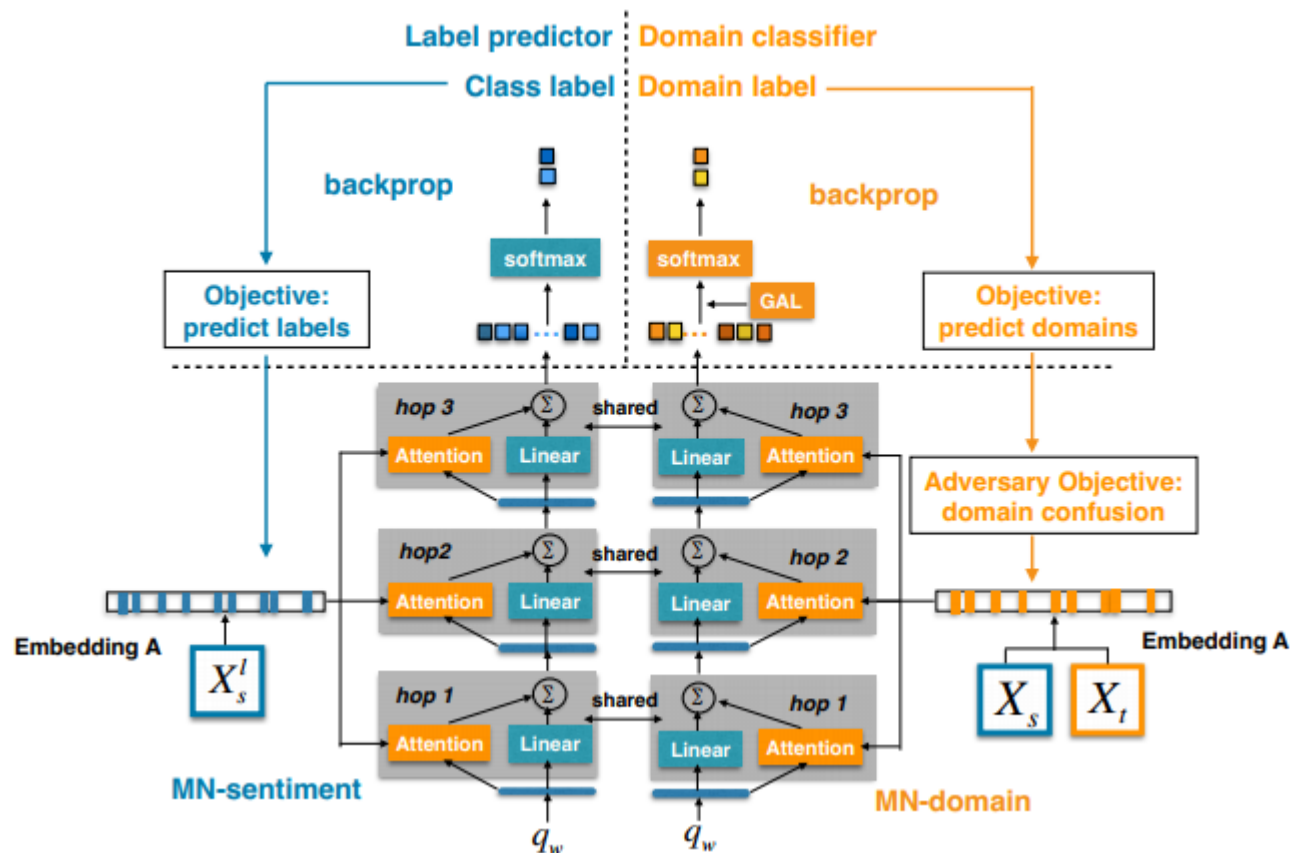 Label predictor
Domain classifier
Class label
Domain label
backprop
backprop
softmax
softmax
GAL
Objective:
predict labels
Objective:
predict domains
hop 3
Σ
shared
Σ
hop 3
Attention
Linear
Linear
Attention
Adversary Objective:
domain confusion
hop2
Σ
shared
Σ
hop 2
Attention
Linear
Linear
Attention
Embedding A
Embedding A
X_s^l
X_s
X_t
hop 1
Σ
shared
Σ
hop 1
Attention
Linear
Linear
Attention
MN-sentiment
MN-domain
q_w
q_w